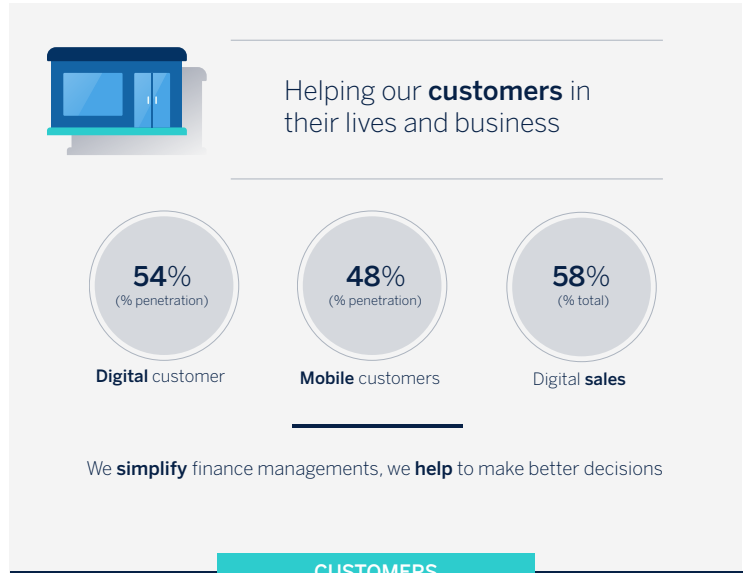 Helping our customers in
their lives and business
54%
(% penetration)
Digital customer
48%
(% penetration)
Mobile customers
58%
(% total)
Digital sales
We simplify finance managements, we help to make better decisions
CUSTOMERS